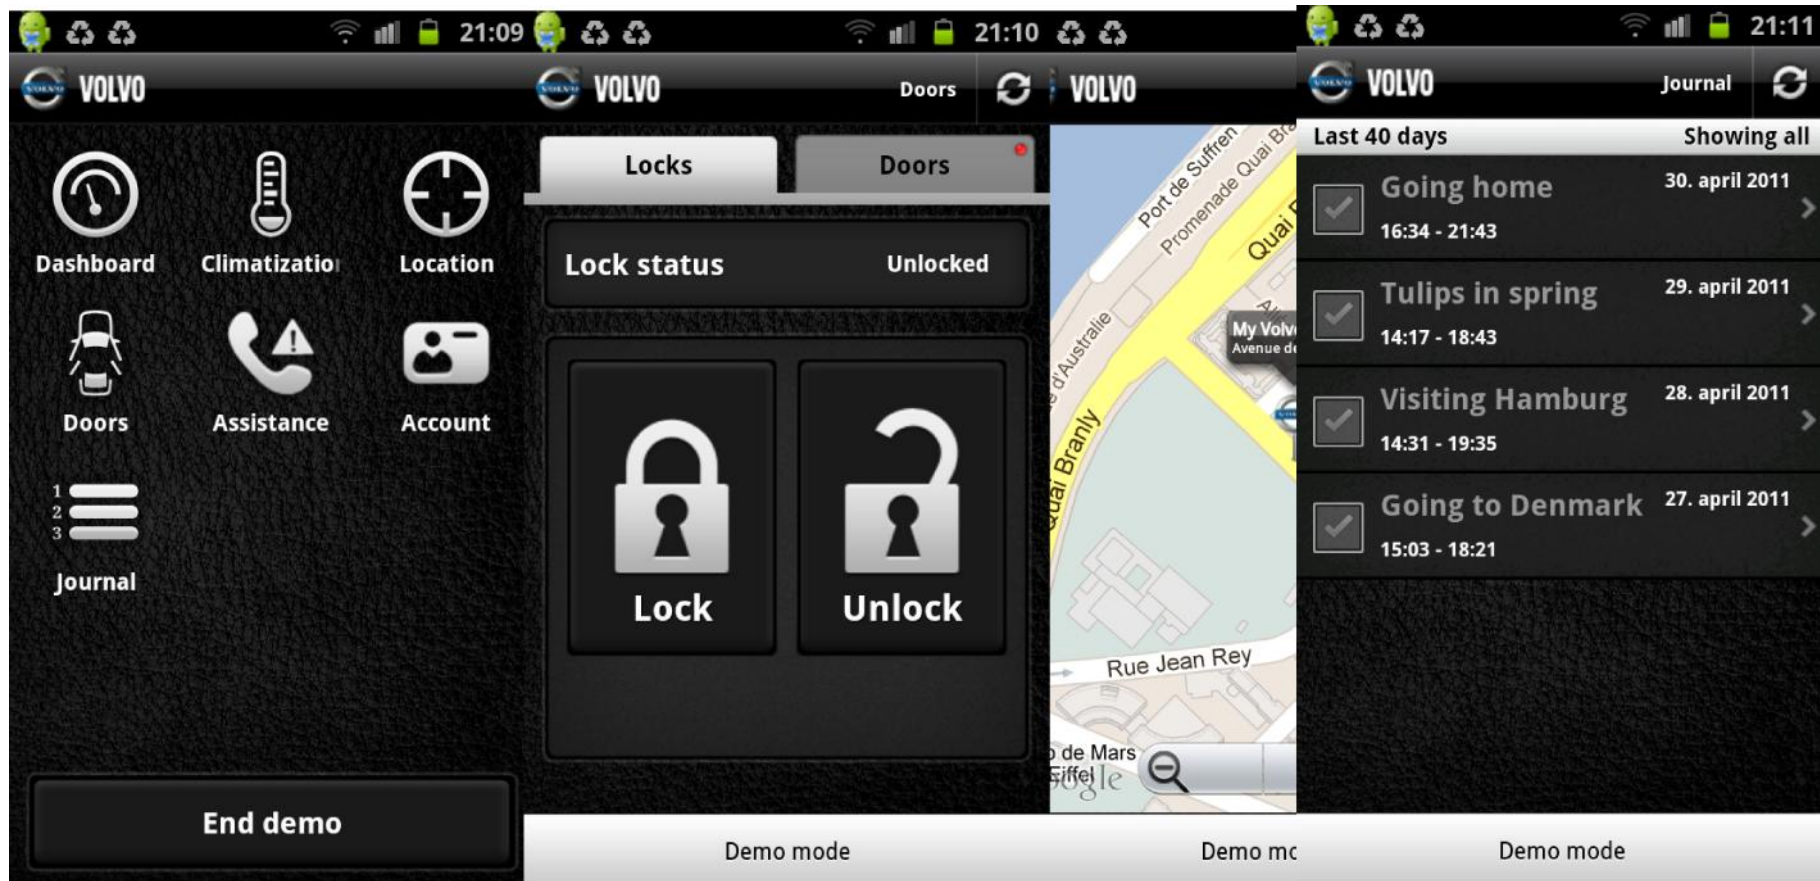 21:09
VOLVO
Dashboard
Climatizatio
Location
Doors
Assistance
Account
1
2
3
Journal
End demo
21:10
VOLVO
Doors
Locks
Doors
Lock status
Unlocked
Lock
Unlock
Demo mode
VOLVO
Port de Suffren
Promenade Quai Bra
Quai
d'Australie
My Volv
Avenue de
Quai Branly
Rue Jean Rey
de Mars
Eiffel
Demo mo
21:11
VOLVO
Journal
Last 40 days
Showing all
Going home
30. april 2011
16:34 - 21:43
Tulips in spring
29. april 2011
14:17 - 18:43
Visiting Hamburg
28. april 2011
14:31 - 19:35
Going to Denmark
27. april 2011
15:03 - 18:21
Demo mode